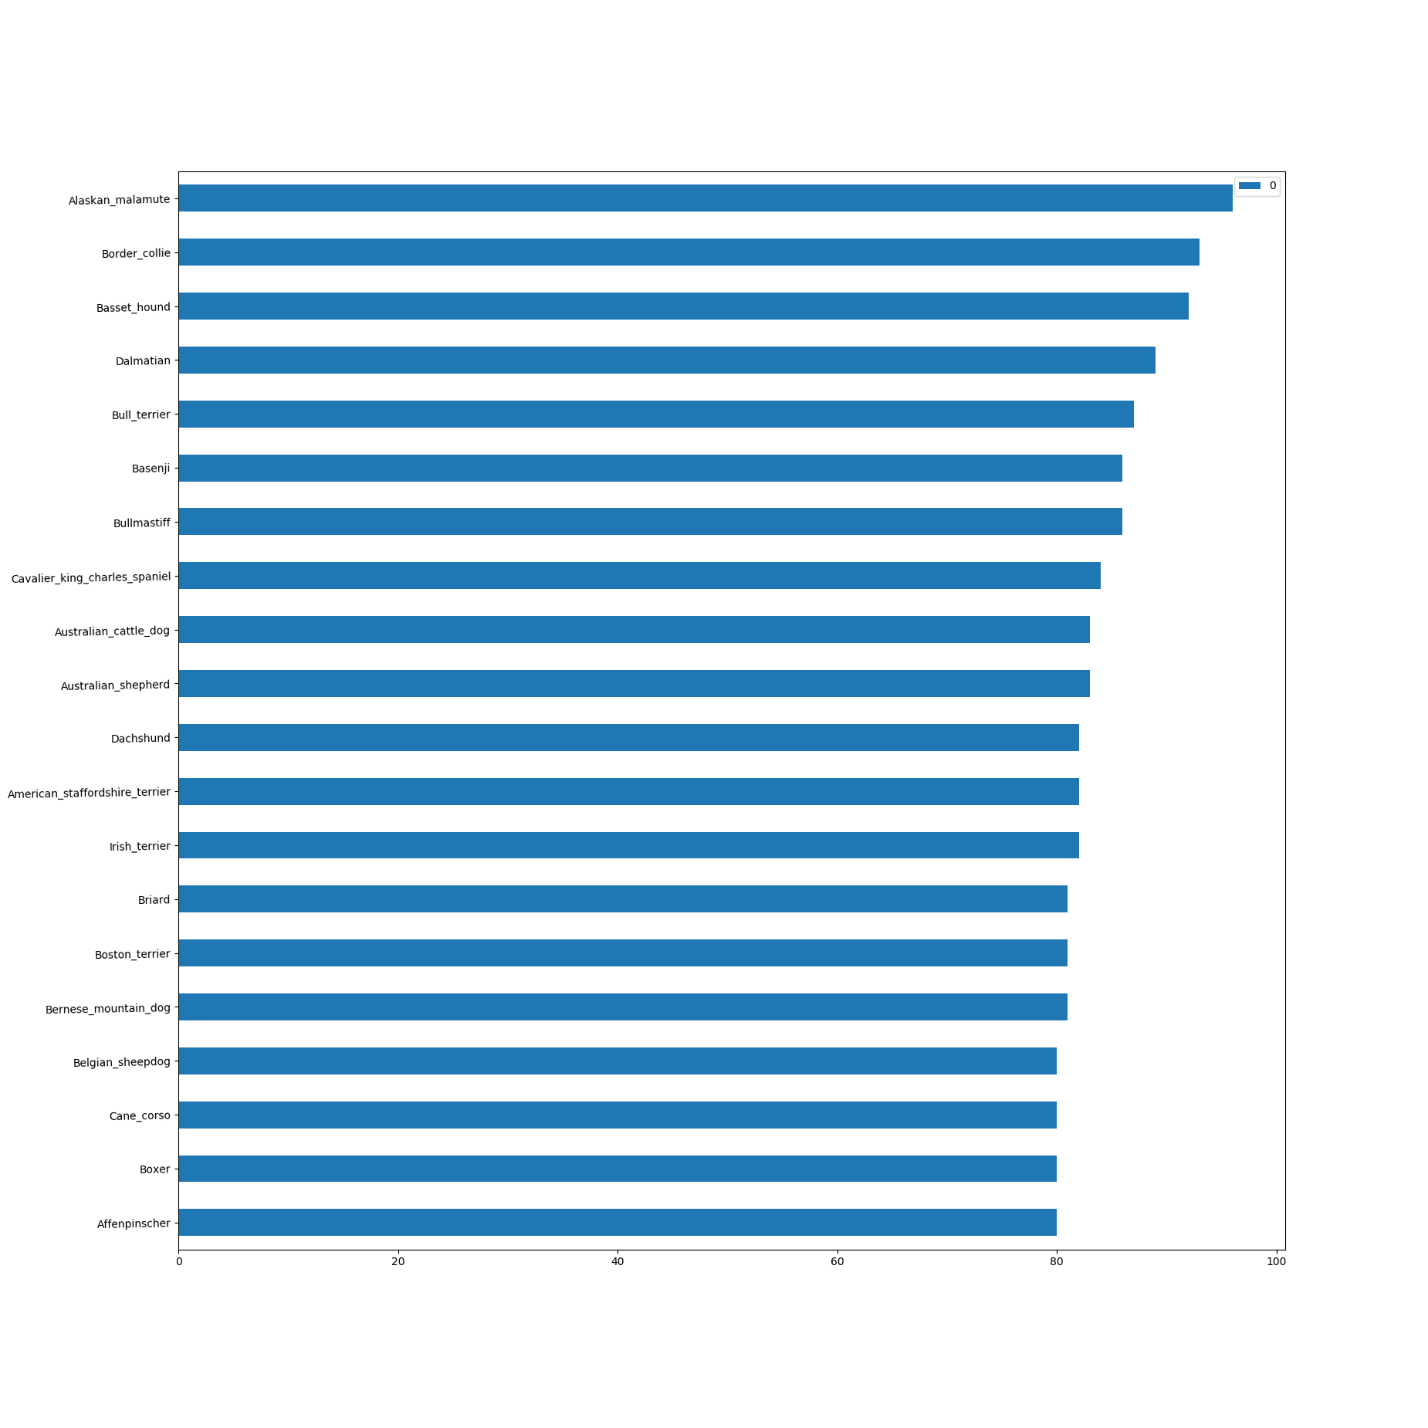 0
Alaskan_malamute
Border_collie
Basset_hound
Dalmatian
Bull_terrier
Basenji
Bullmastiff
Cavalier_king_charles_spaniel
Australian_cattle_dog
Australian_shepherd
Dachshund
American_staffordshire_terrier
Irish_terrier
Briard
Boston_terrier
Bernese_mountain_dog
Belgian_sheepdog
Cane_corso
Boxer
Affenpinscher
0 20 40 60 80 100